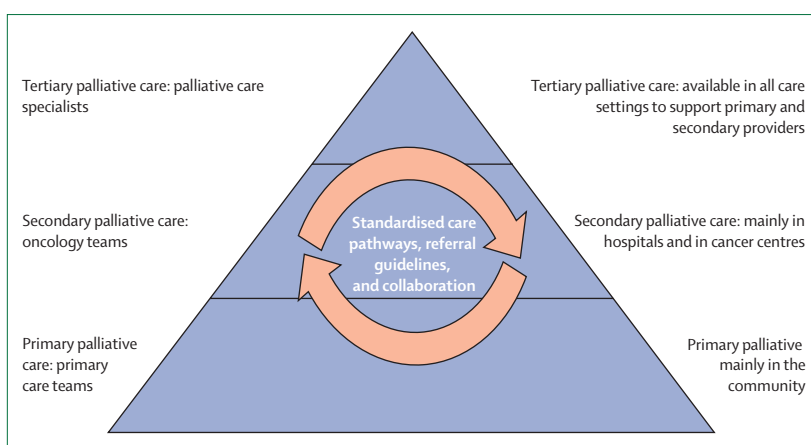 Tertiary palliative care: palliative care
specialists
Tertiary palliative care: available in all care
settings to support primary and
secondary providers
Secondary palliative care:
oncology teams
Standardised care
pathways, referral
guidelines,
and collaboration
Secondary palliative care: mainly in
hospitals and in cancer centres
Primary palliative
care: primary
care teams
Primary palliative
mainly in the
community